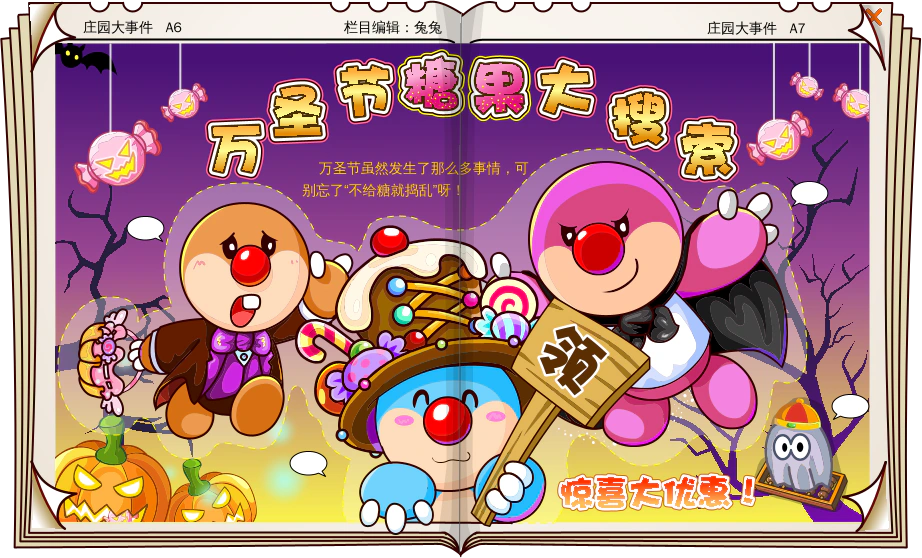 庄园大事件 A6
栏目编辑：兔兔
庄园大事件 A7
万圣节糖果大搜索
万圣节虽然发生了那么多事情，可
别忘了“不给糖就捣乱”呀！
领
惊喜大优惠！